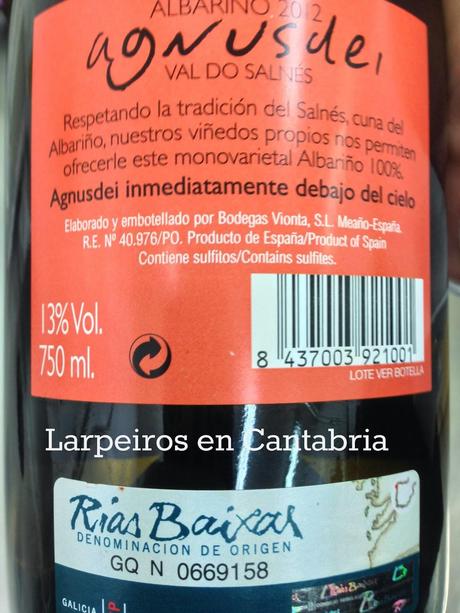 ALBARIÑO 2012
agnusdei
VAL DO SALNÉS
Respetando la tradición del Salnés, cuna del
Albariño, nuestros viñedos propios nos permiten
ofrecerle este monovarietal Albariño 100%.
Agnusdei inmediatamente debajo del cielo
Elaborado y embotellado por Bodegas Vionta, S.L. Meaño-España.
R.E. Nº 40.976/PO. Producto de España/Product of Spain
Contiene sulfitos/Contains sulfites.
13% Vol.
750 ml.
8 437003 921001
LOTE VER BOTELLA
Larpeiros en Cantabria
Rías Baixas
DENOMINACION DE ORIGEN
GQ N 0669158
GALICIA
Rías Baixas